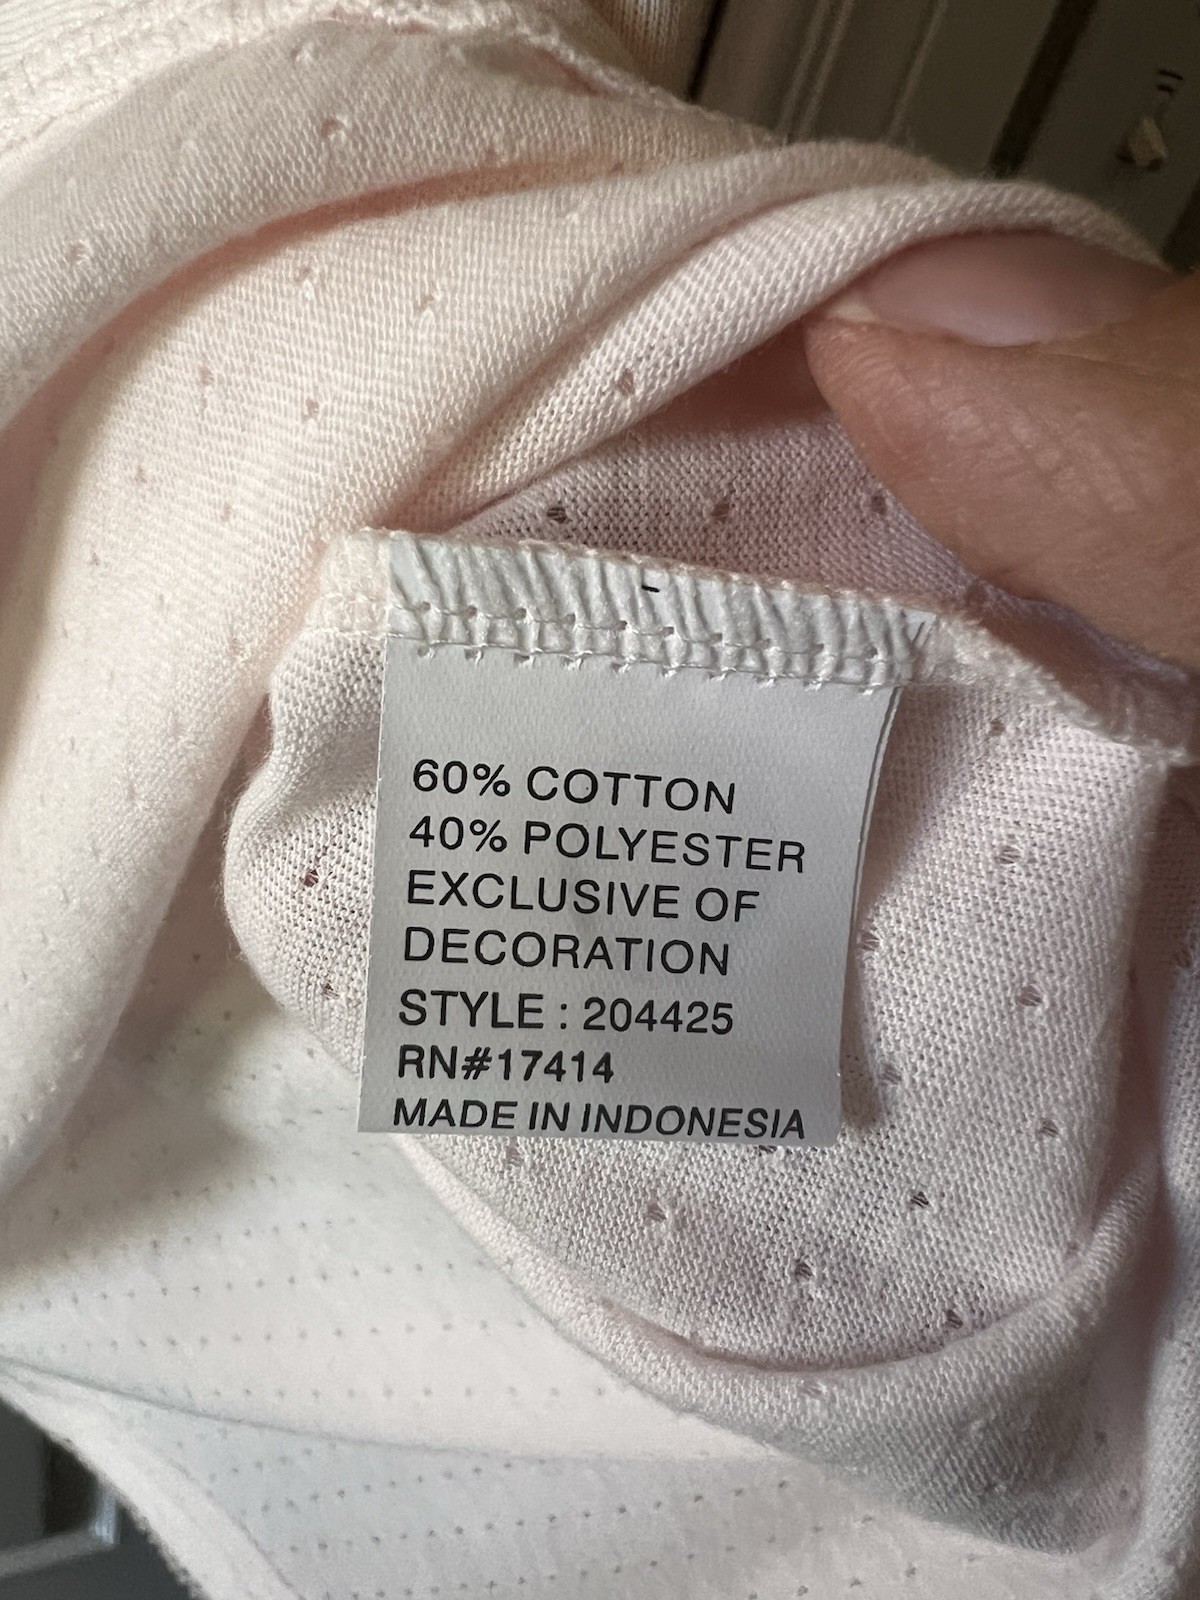 60% COTTON
40% POLYESTER
EXCLUSIVE OF
DECORATION
STYLE : 204425
RN#17414
MADE IN INDONESIA